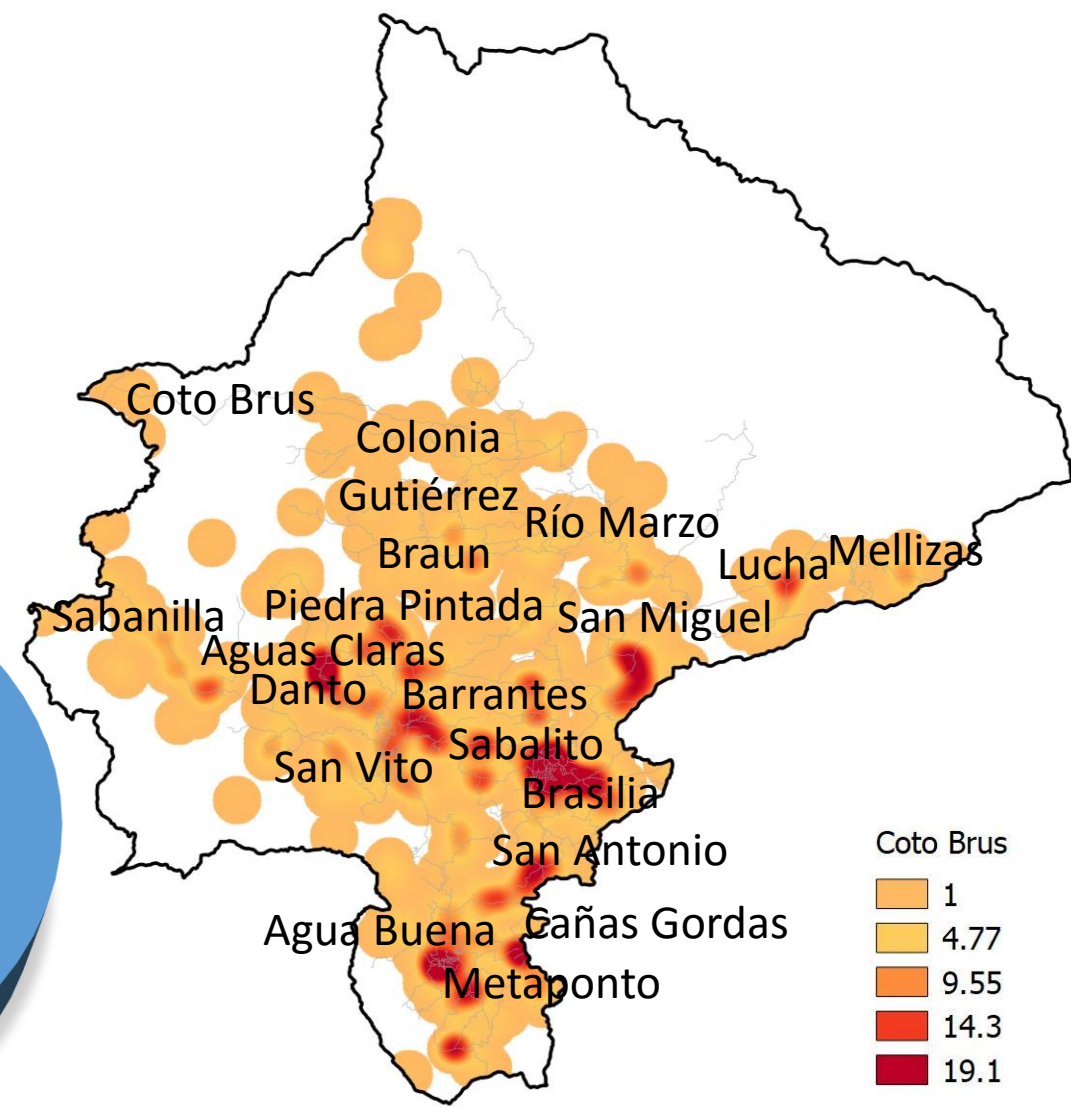 Coto Brus
Colonia
Gutiérrez
Río Marzo
Braun
Lucha
Mellizas
Sabanilla
Piedra Pintada
San Miguel
Aguas Claras
Danto
Barrantes
Sabalito
San Vito
Brasilia
San Antonio
Agua Buena
Cañas Gordas
Metaponto
Coto Brus
1
4.77
9.55
14.3
19.1